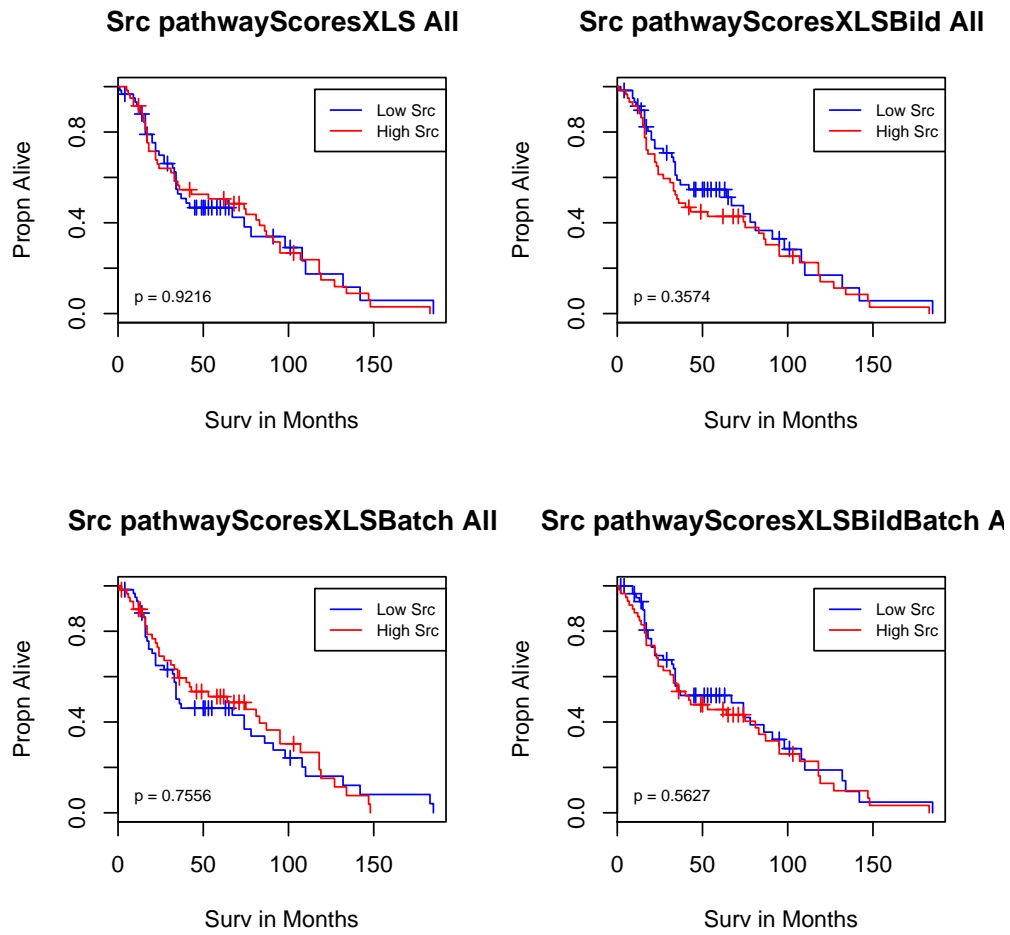 Src pathwayScoresXLS All
Propn Alive
0.0 0.4 0.8
Low Src
High Src
p = 0.9216
0 50 100 150
Surv in Months
Src pathwayScoresXLSBild All
Propn Alive
0.0 0.4 0.8
Low Src
High Src
p = 0.3574
0 50 100 150
Surv in Months
Src pathwayScoresXLSBatch All
Propn Alive
0.0 0.4 0.8
Low Src
High Src
p = 0.7556
0 50 100 150
Surv in Months
Src pathwayScoresXLSBildBatch A
Propn Alive
0.0 0.4 0.8
Low Src
High Src
p = 0.5627
0 50 100 150
Surv in Months